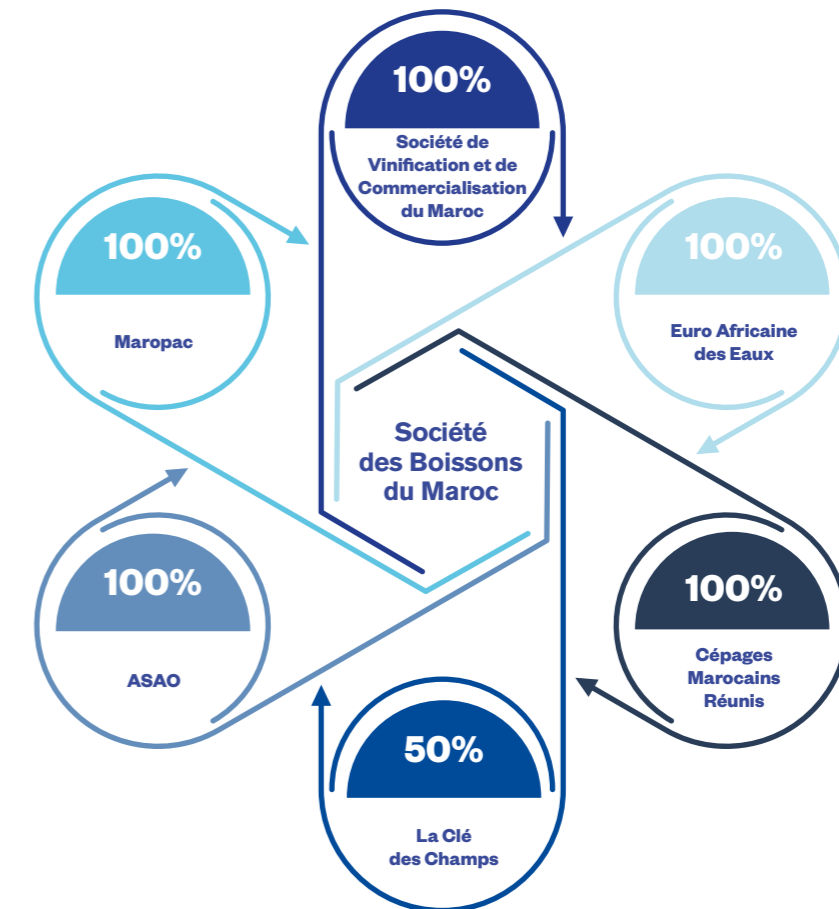 100%
Société de
Vinification et de
Commercialisation
du Maroc
100%
Maropac
100%
Euro Africaine
des Eaux
Société
des Boissons
du Maroc
100%
ASAO
100%
Cépages
Marocains
Réunis
50%
La Clé
des Champs